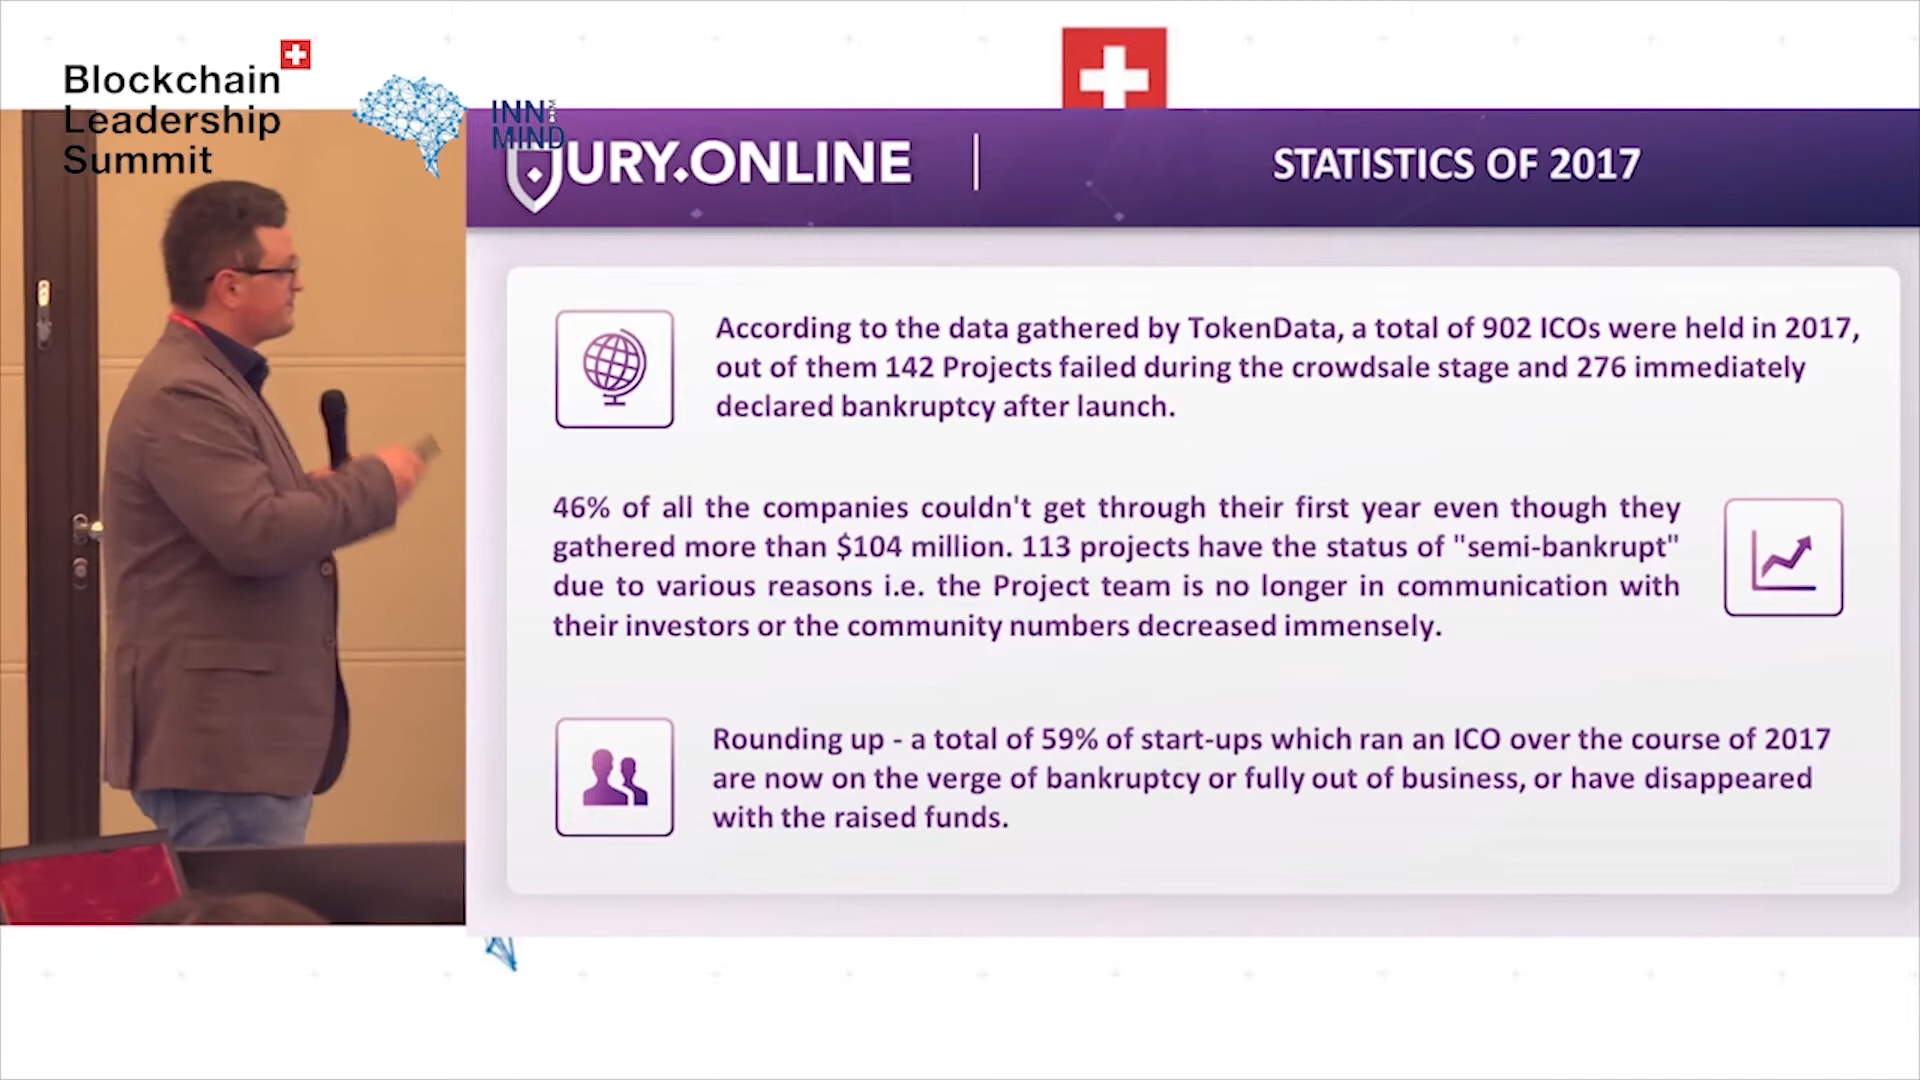 Blockchain
Leadership
Summit
INN
MIND
URY.ONLINE
STATISTICS OF 2017
According to the data gathered by TokenData, a total of 902 ICOs were held in 2017,
out of them 142 Projects failed during the crowdsale stage and 276 immediately
declared bankruptcy after launch.
46% of all the companies couldn't get through their first year even though they
gathered more than $104 million. 113 projects have the status of "semi-bankrupt"
due to various reasons i.e. the Project team is no longer in communication with
their investors or the community numbers decreased immensely.
Rounding up - a total of 59% of start-ups which ran an ICO over the course of 2017
are now on the verge of bankruptcy or fully out of business, or have disappeared
with the raised funds.